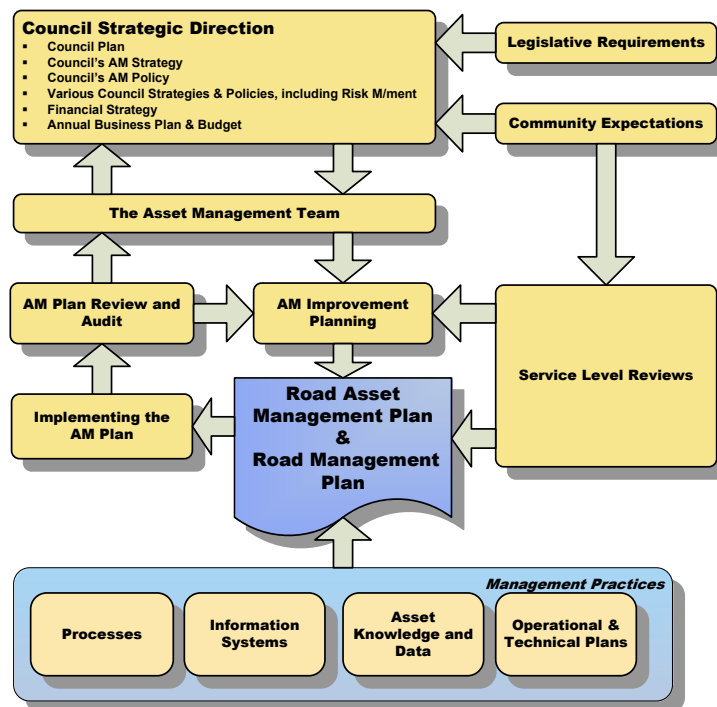 Council Strategic Direction
▪ Council Plan
▪ Council's AM Strategy
▪ Council's AM Policy
▪ Various Council Strategies & Policies, including Risk M/ment
▪ Financial Strategy
▪ Annual Business Plan & Budget
Legislative Requirements
Community Expectations
The Asset Management Team
AM Plan Review and
Audit
AM Improvement
Planning
Service Level Reviews
Implementing the
AM Plan
Road Asset
Management Plan
&
Road Management
Plan
Management Practices
Processes
Information
Systems
Asset
Knowledge and
Data
Operational &
Technical Plans